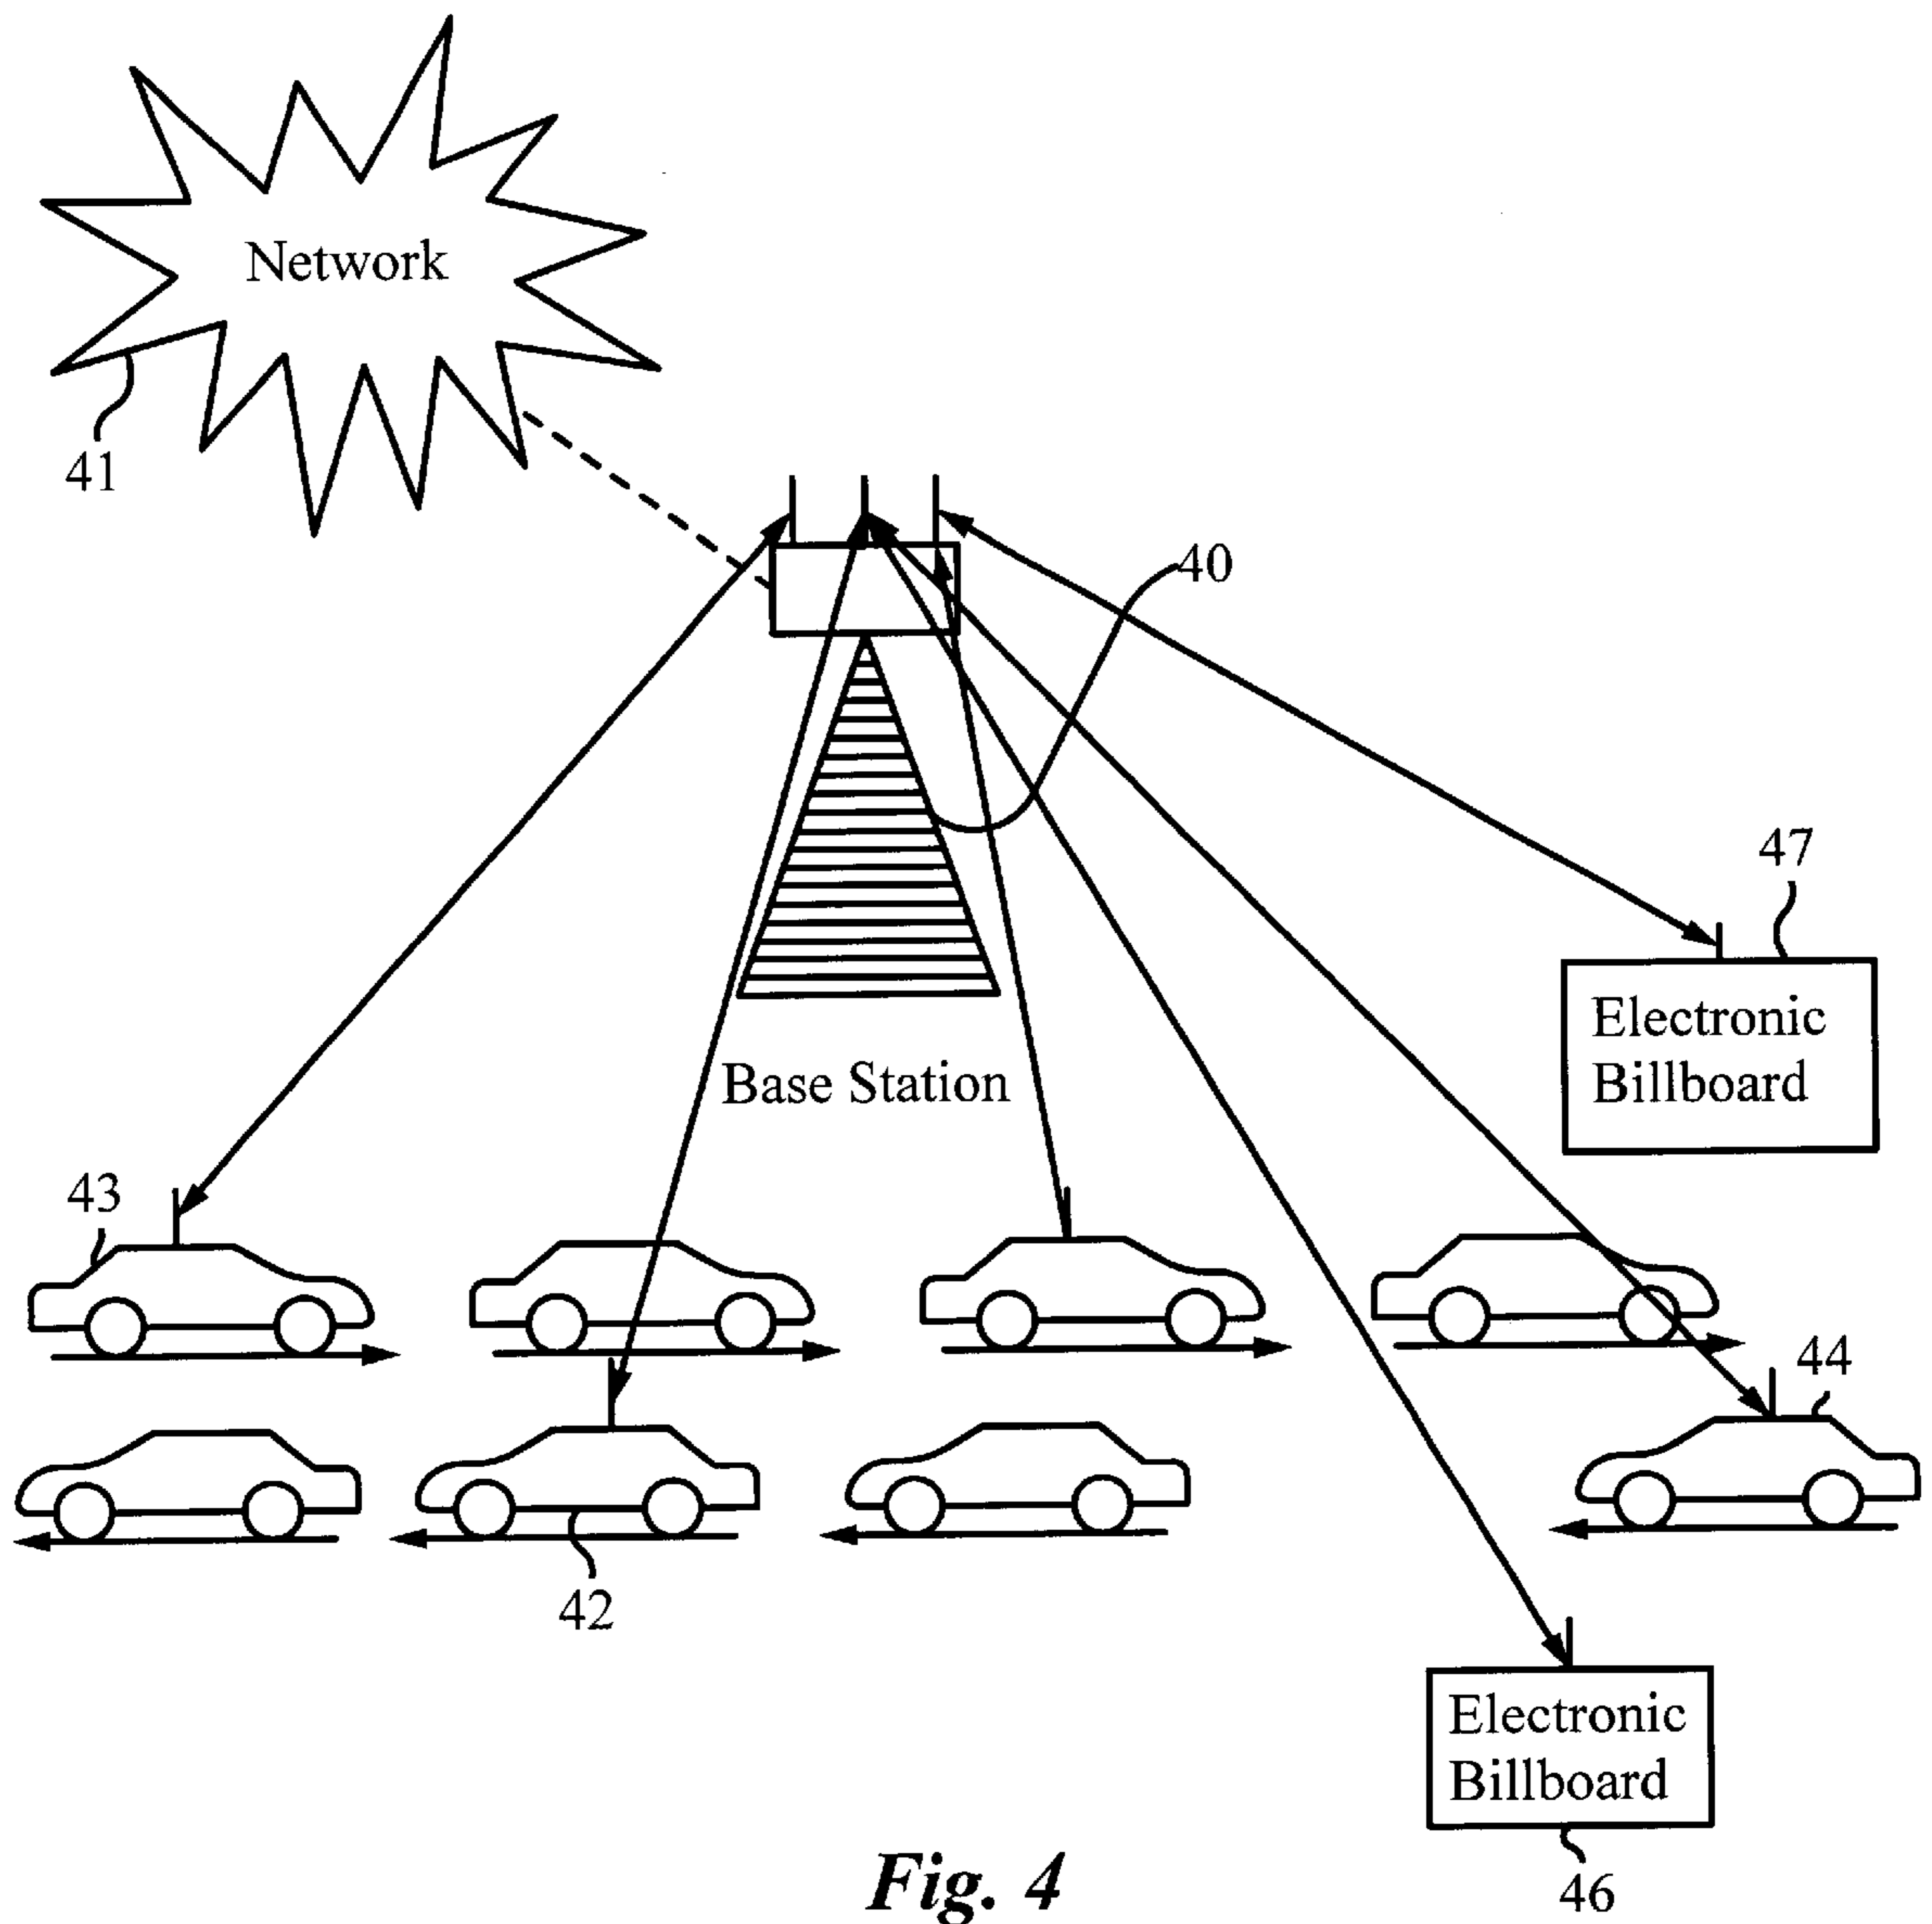 Network
41
40
47
Electronic
Billboard
Base Station
43
44
42
Electronic
Billboard
46
Fig. 4